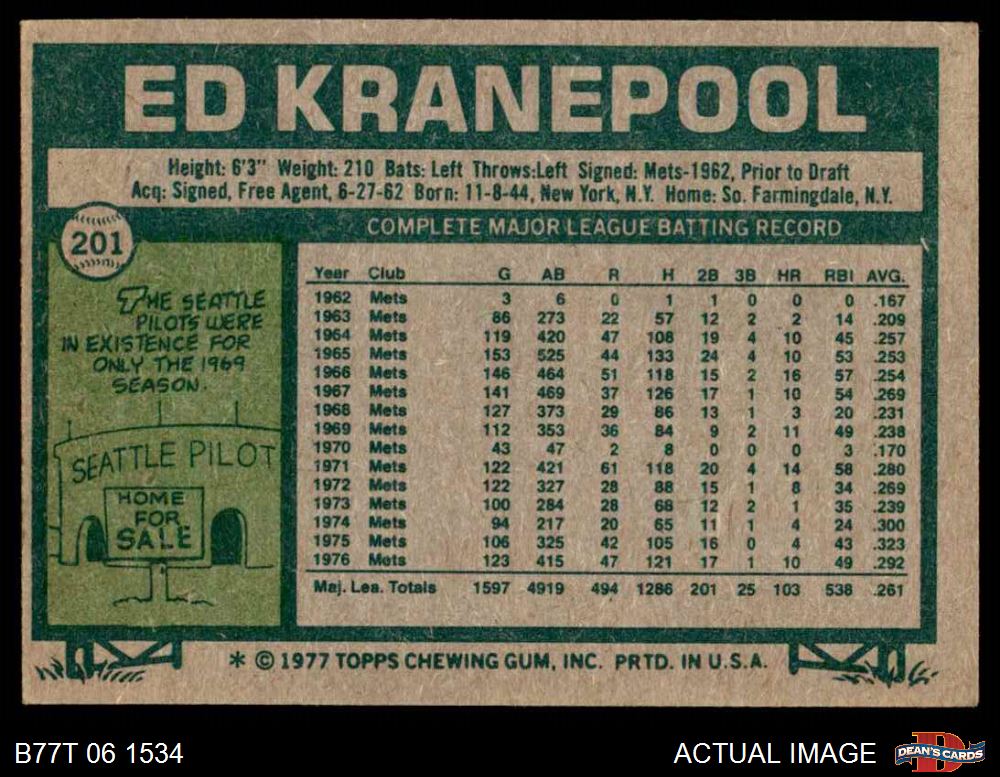 ED KRANEPOOL
Height: 6'3" Weight: 210 Bats: Left Throws:Left Signed: Mets-1962, Prior to Draft
Acq: Signed, Free Agent, 6-27-62 Born: 11-8-44, New York, N.Y. Home: So. Farmingdale, N.Y.
201
COMPLETE MAJOR LEAGUE BATTING RECORD
THE SEATTLE
PILOTS WERE
IN EXISTENCE FOR
ONLY THE 1969
SEASON.
SEATTLE PILOT
HOME
FOR
SALE
Year Club G AB R H 2B 3B HR RBI AVG.
1962 Mets 3 6 0 1 1 0 0 0 .167
1963 Mets 86 273 22 57 12 2 2 14 .209
1964 Mets 119 420 47 108 19 4 10 45 .257
1965 Mets 153 525 44 133 24 4 10 53 .253
1966 Mets 146 464 51 118 15 2 16 57 .254
1967 Mets 141 469 37 126 17 1 10 54 .269
1968 Mets 127 373 29 86 13 1 3 20 .231
1969 Mets 112 353 36 84 9 2 11 49 .238
1970 Mets 43 47 2 8 0 0 0 3 .170
1971 Mets 122 421 61 118 20 4 14 58 .280
1972 Mets 122 327 28 88 15 1 8 34 .269
1973 Mets 100 284 28 68 12 2 1 35 .239
1974 Mets 94 217 20 65 11 1 4 24 .300
1975 Mets 106 325 42 105 16 0 4 43 .323
1976 Mets 123 415 47 121 17 1 10 49 .292
Maj. Lea. Totals 1597 4919 494 1286 201 25 103 538 .261
* © 1977 TOPPS CHEWING GUM, INC. PRTD. IN U.S.A.
B77T 06 1534
ACTUAL IMAGE
D
DEAN'S CARDS